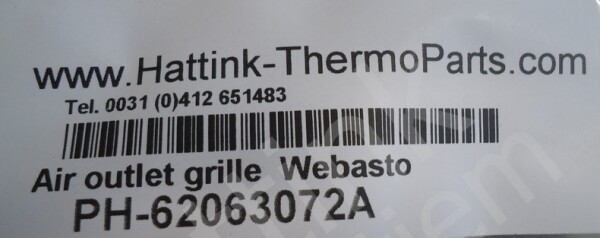 www.Hattink-ThermoParts.com
Tel. 0031 (0)412 651483
Air outlet grille Webasto
PH-62063072A